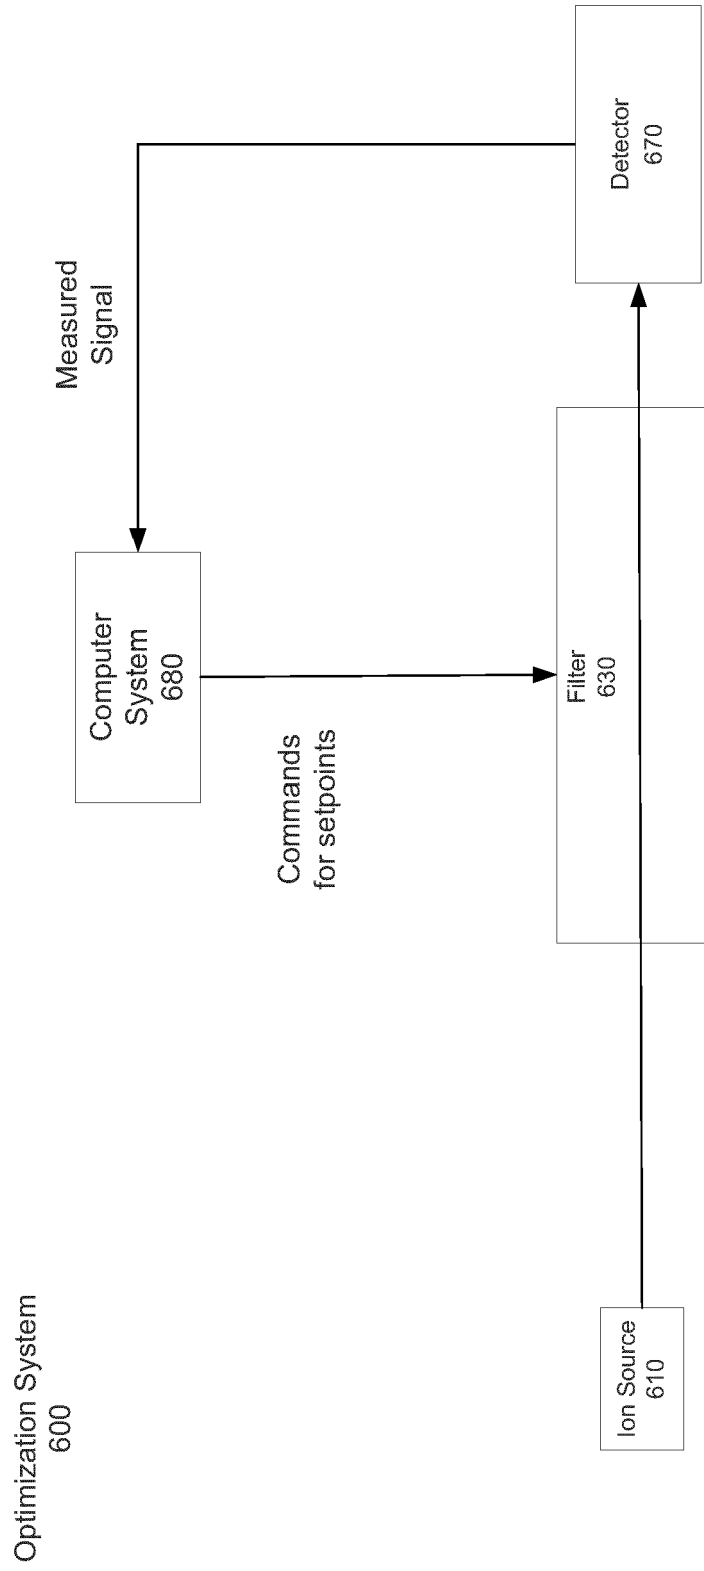 Optimization System
600
Measured
Signal
Computer
System
680
Commands
for setpoints
Ion Source
610
Filter
630
Detector
670